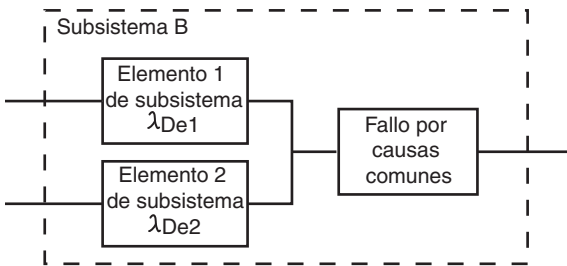 Subsistema B
Elemento 1
de subsistema
λDe1
Elemento 2
de subsistema
λDe2
Fallo por
causas
comunes